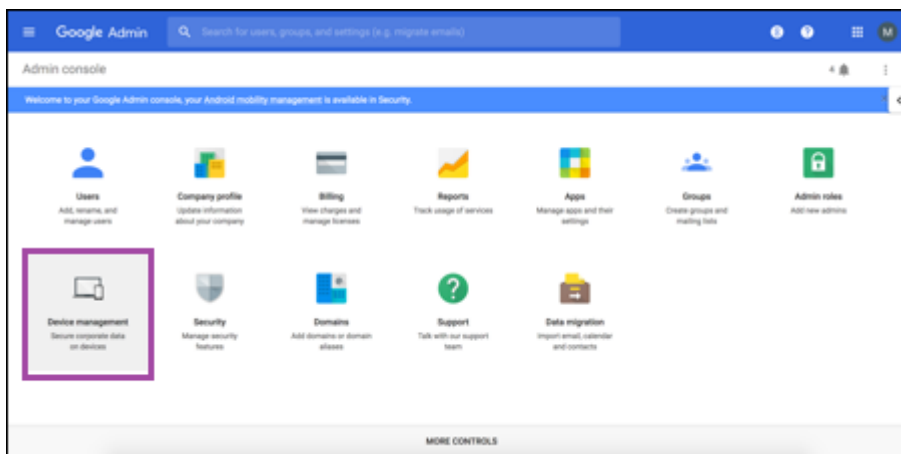 Google Admin
Search for users, groups, and settings (e.g. migrate emails)
M
Admin console
4
Welcome to your Google Admin console, your Android mobility management is available in Security.
Users
Add, rename, and
manage users
Company profile
Update information
about your company
Billing
View charges and
manage licenses
Reports
Track usage of services
Apps
Manage apps and their
settings
Groups
Create groups and
mailing lists
Admin roles
Add new admins
Device management
Secure corporate data
on devices
Security
Manage security
features
Domains
Add domains or domain
aliases
Support
Talk with our support
team
Data migration
Import email, calendar
and contacts
MORE CONTROLS